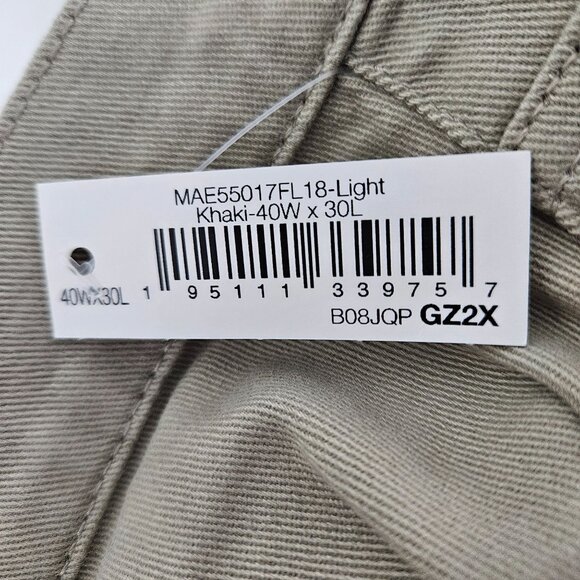 MAE55017FL18-Light
Khaki-40W x 30L
40WX30L
1 95111 33975 7
B08JQP GZ2X